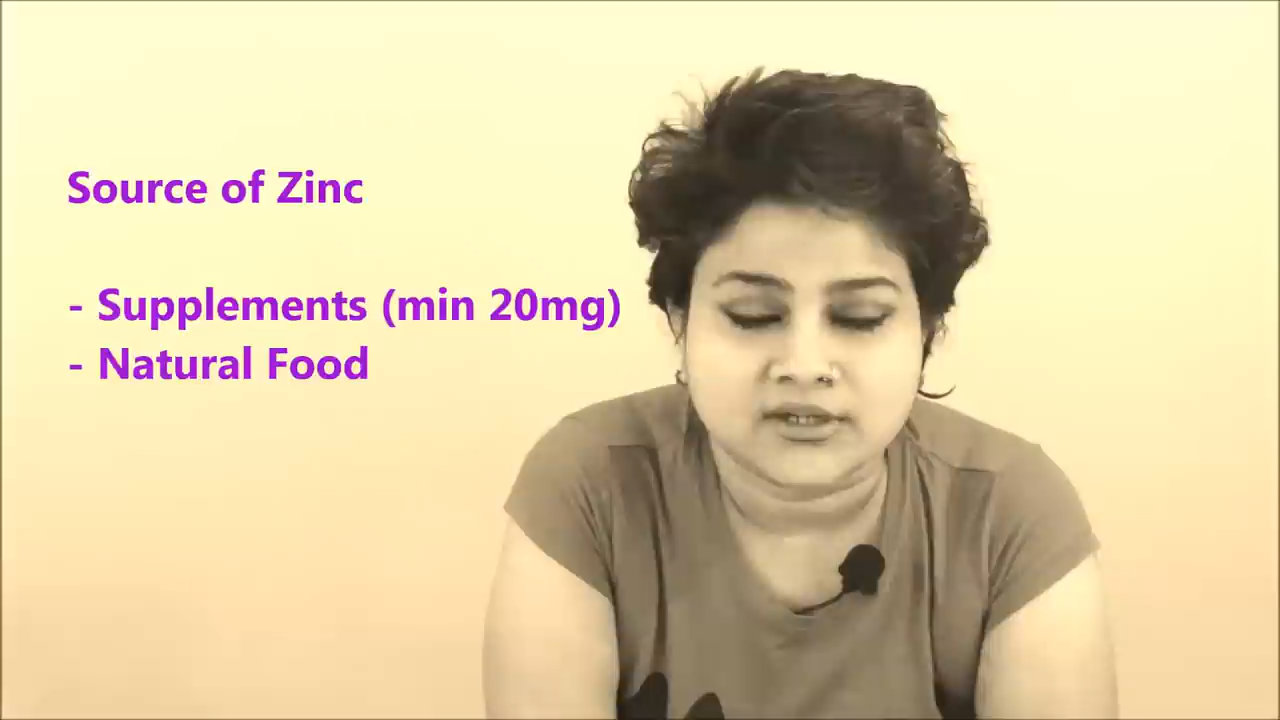 Source of Zinc
- Supplements (min 20mg)
- Natural Food